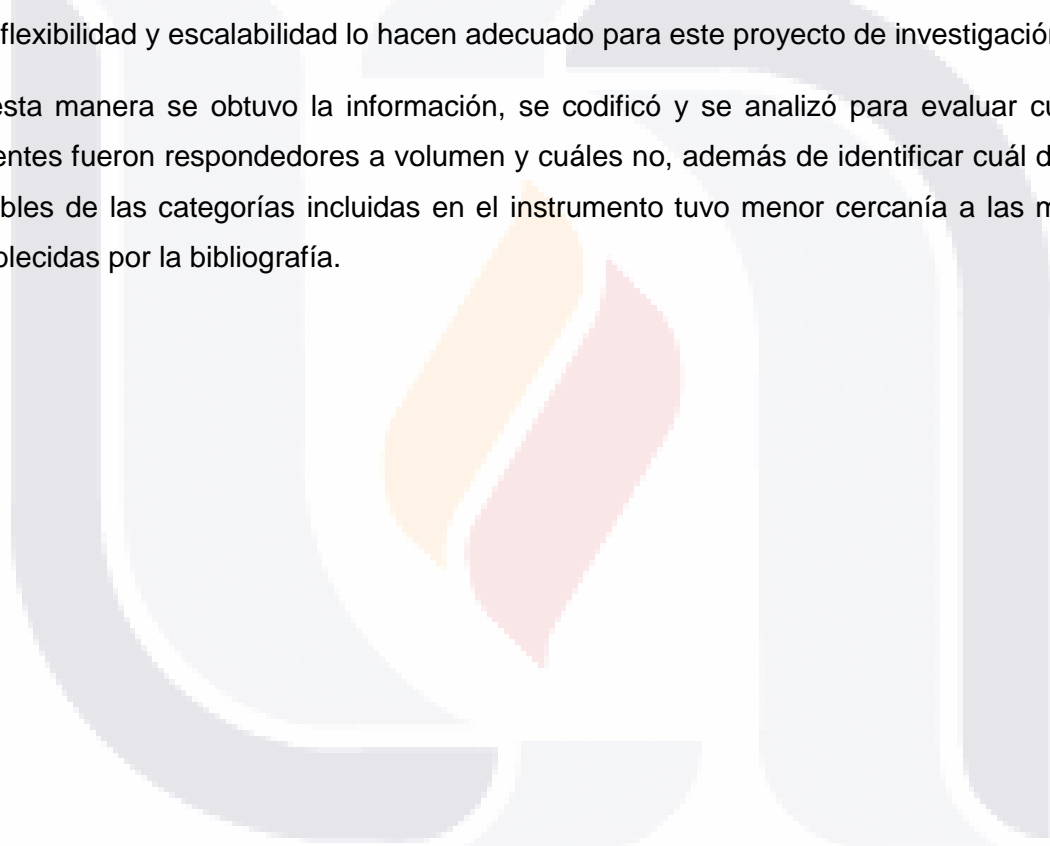 flexibilidad y escalabilidad lo hacen adecuado para este proyecto de investigación
esta manera se obtuvo la información, se codificó y se analizó para evaluar cu
entes fueron respondedores a volumen y cuáles no, además de identificar cuál d
bles de las categorías incluidas en el instrumento tuvo menor cercanía a las m
olecidas por la bibliografía.